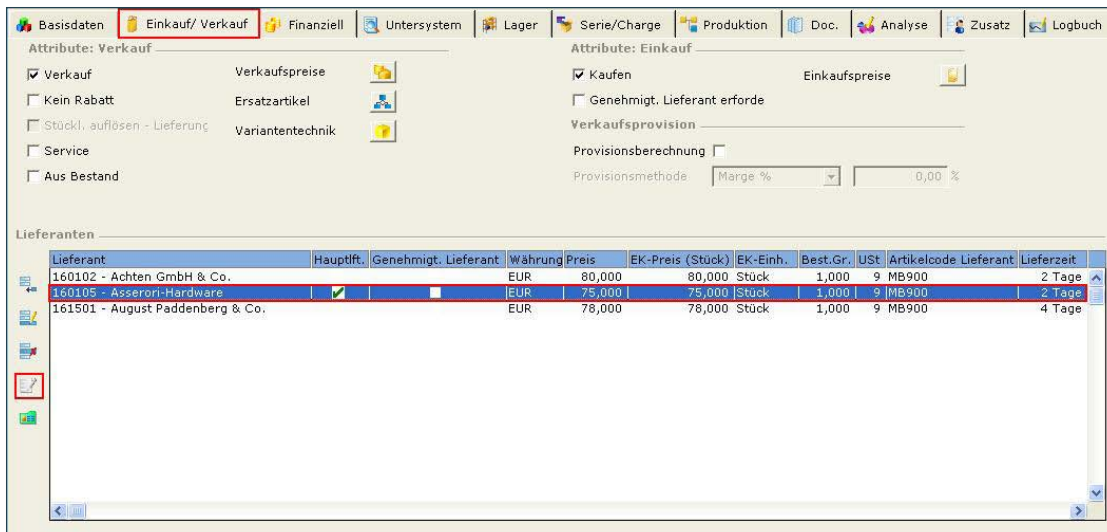 Basisdaten Einkauf/ Verkauf Finanziell Untersystem Lager Serie/Charge Produktion Doc. Analyse Zusatz Logbuch
Attribute: Verkauf Attribute: Einkauf
Verkauf Verkaufspreise Kaufen Einkaufspreise
Kein Rabatt Ersatzartikel Genehmigt. Lieferant erforde
Stückl. auflösen - Lieferung Variantentechnik Verkaufsprovision
Service Provisionsberechnung
Aus Bestand Provisionsmethode Marge % 0,00 %
Lieferanten
Lieferant Hauptlft. Genehmigt. Lieferant Währung Preis EK-Preis (Stück) EK-Einh. Best.Gr. USt Artikelcode Lieferant Lieferzeit
160102 - Achten GmbH & Co. EUR 80,000 80,000 Stück 1,000 9 MB900 2 Tage
160105 - Asserori-Hardware EUR 75,000 75,000 Stück 1,000 9 MB900 2 Tage
161501 - August Paddenberg & Co. EUR 78,000 78,000 Stück 1,000 9 MB900 4 Tage